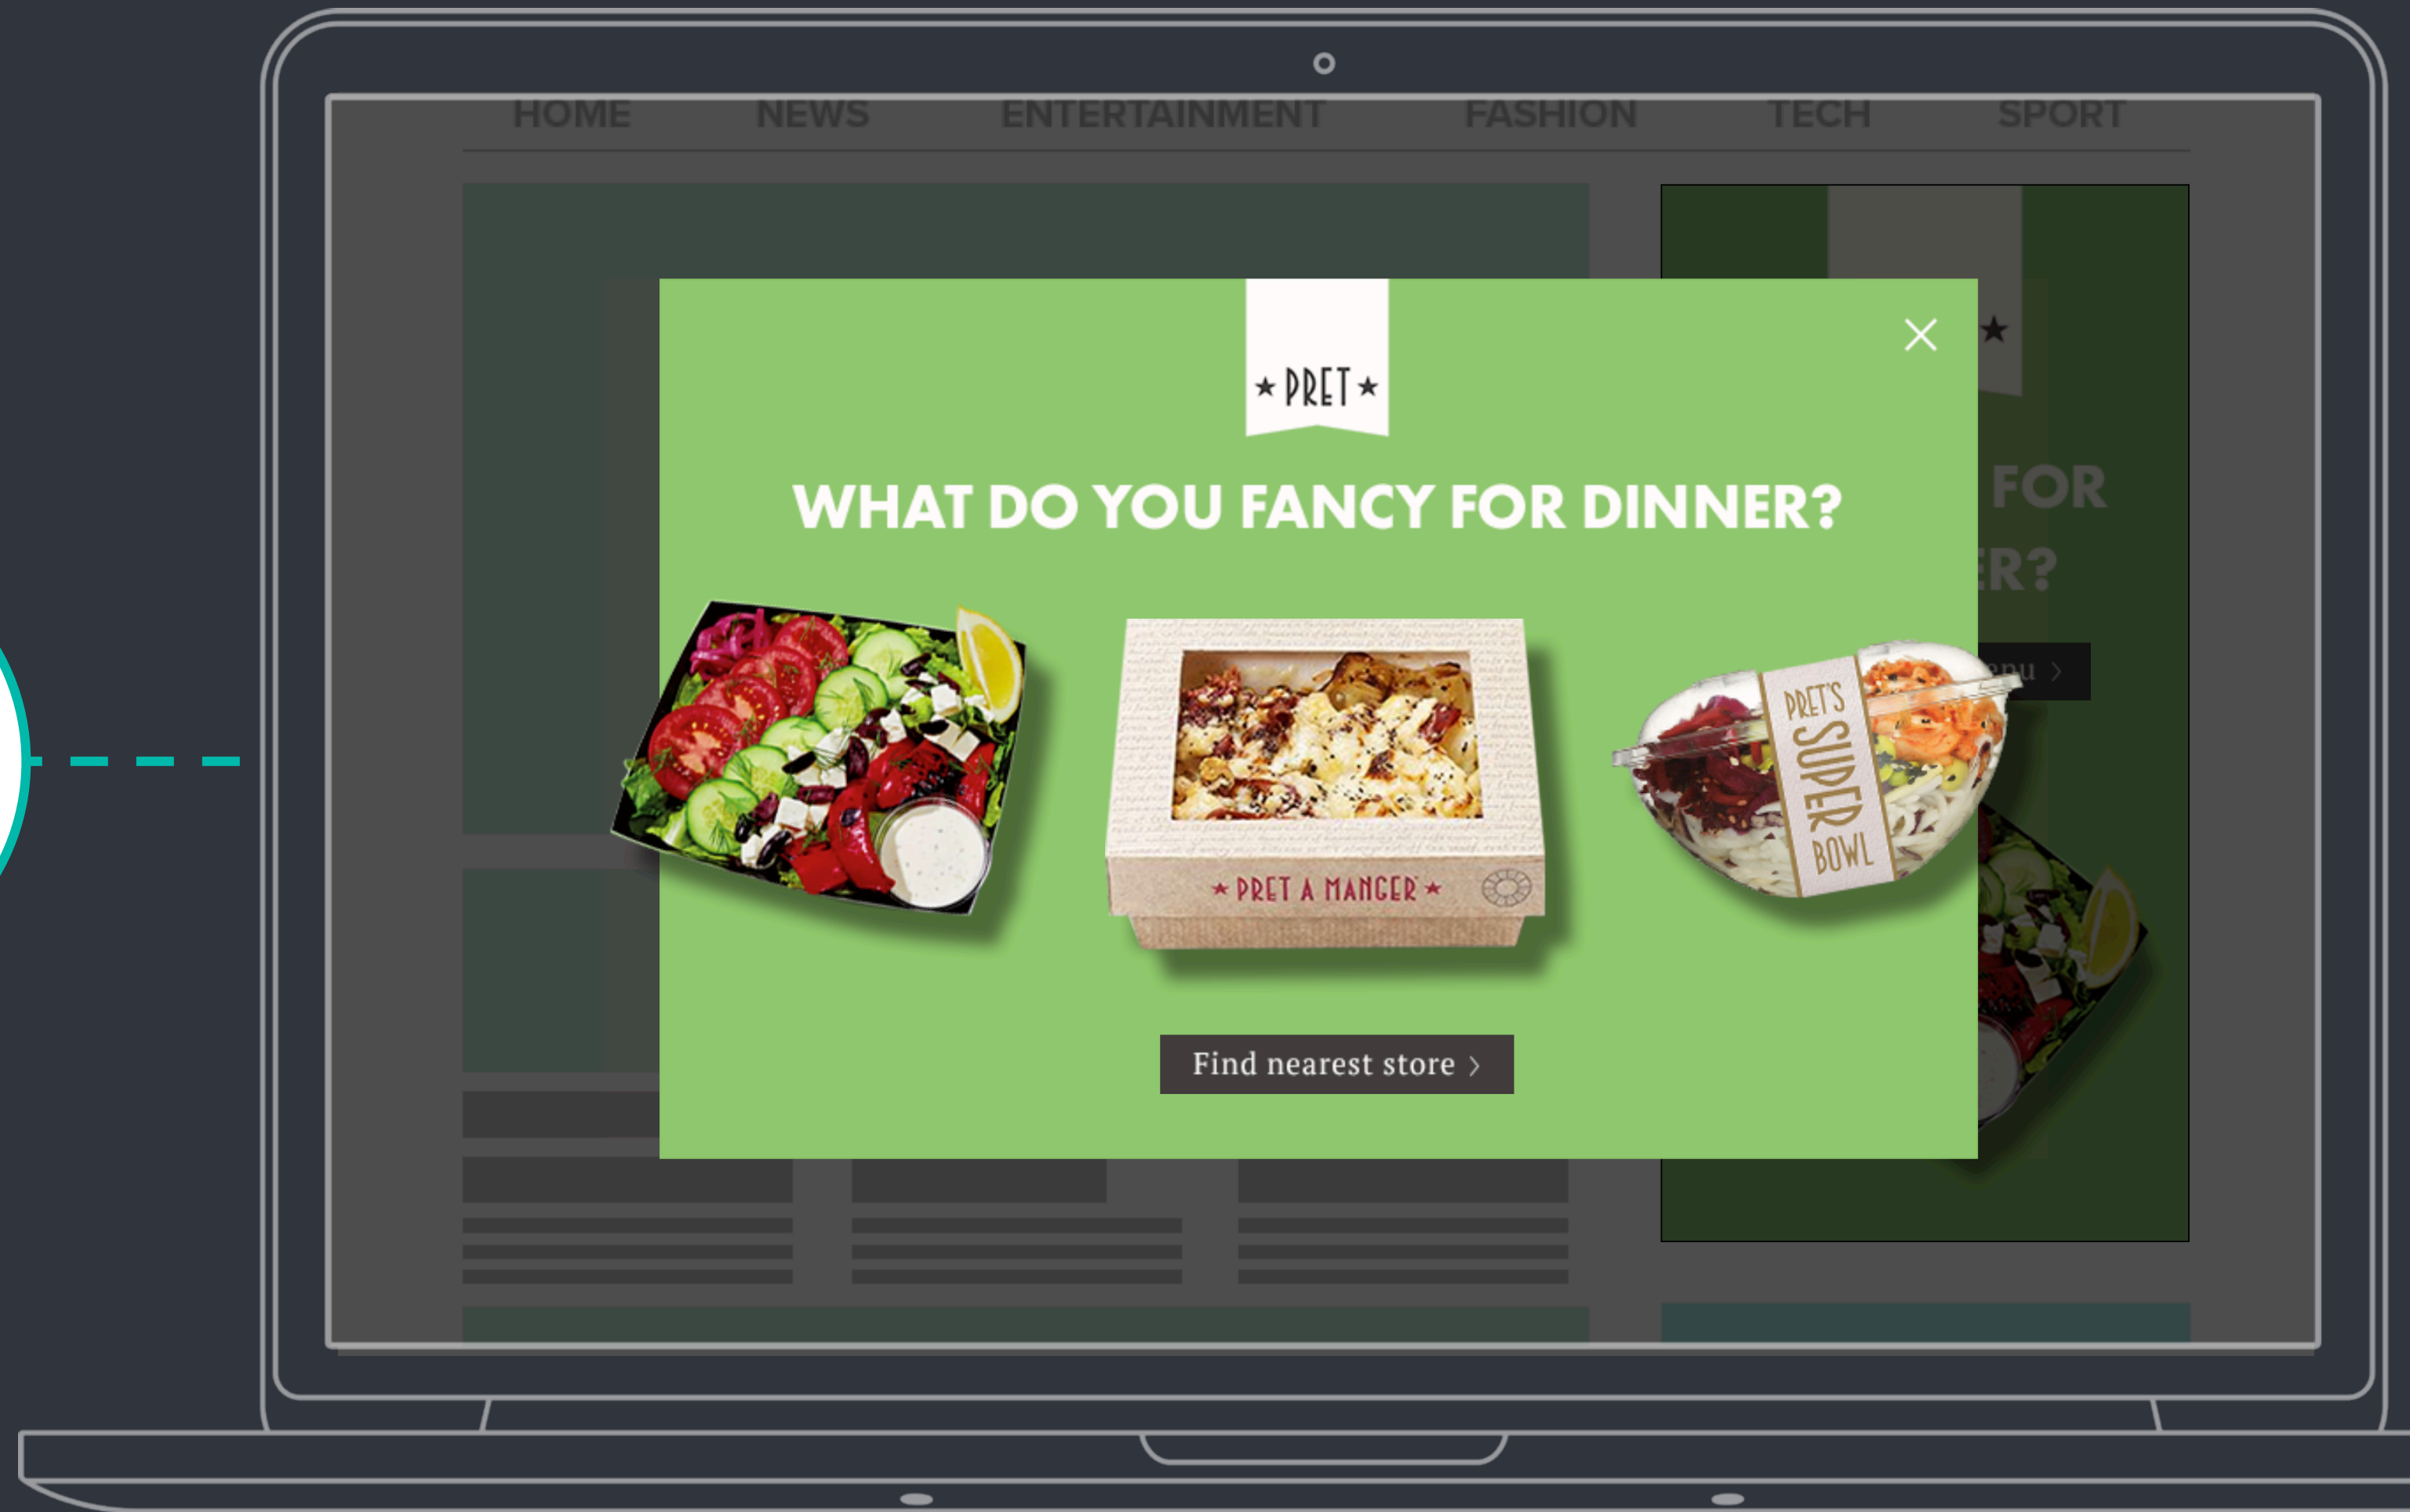 HOME NEWS ENTERTAINMENT FASHION TECH SPORT
★ PRET ★
★
WHAT DO YOU FANCY FOR DINNER?
FOR
ER?
enu >
PRET'S
SUPER
BOWL
★ PRET A MANGER ★
Find nearest store >